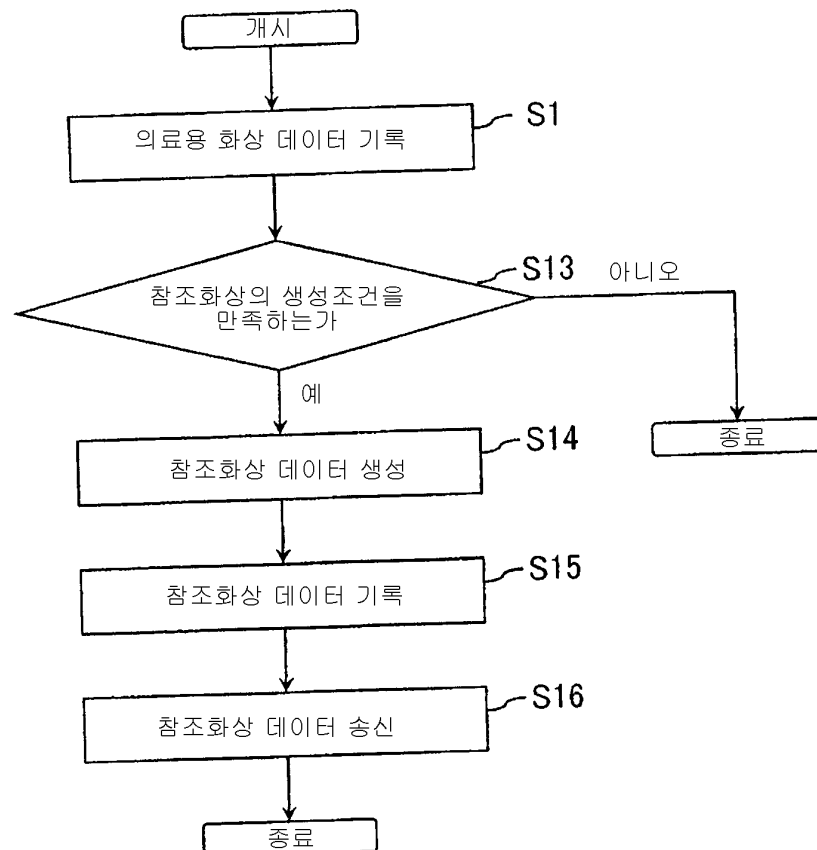 개시
의료용 화상 데이터 기록
S1
참조화상의 생성조건을
만족하는가
S13
아니오
예
종료
참조화상 데이터 생성
S14
참조화상 데이터 기록
S15
참조화상 데이터 송신
S16
종료